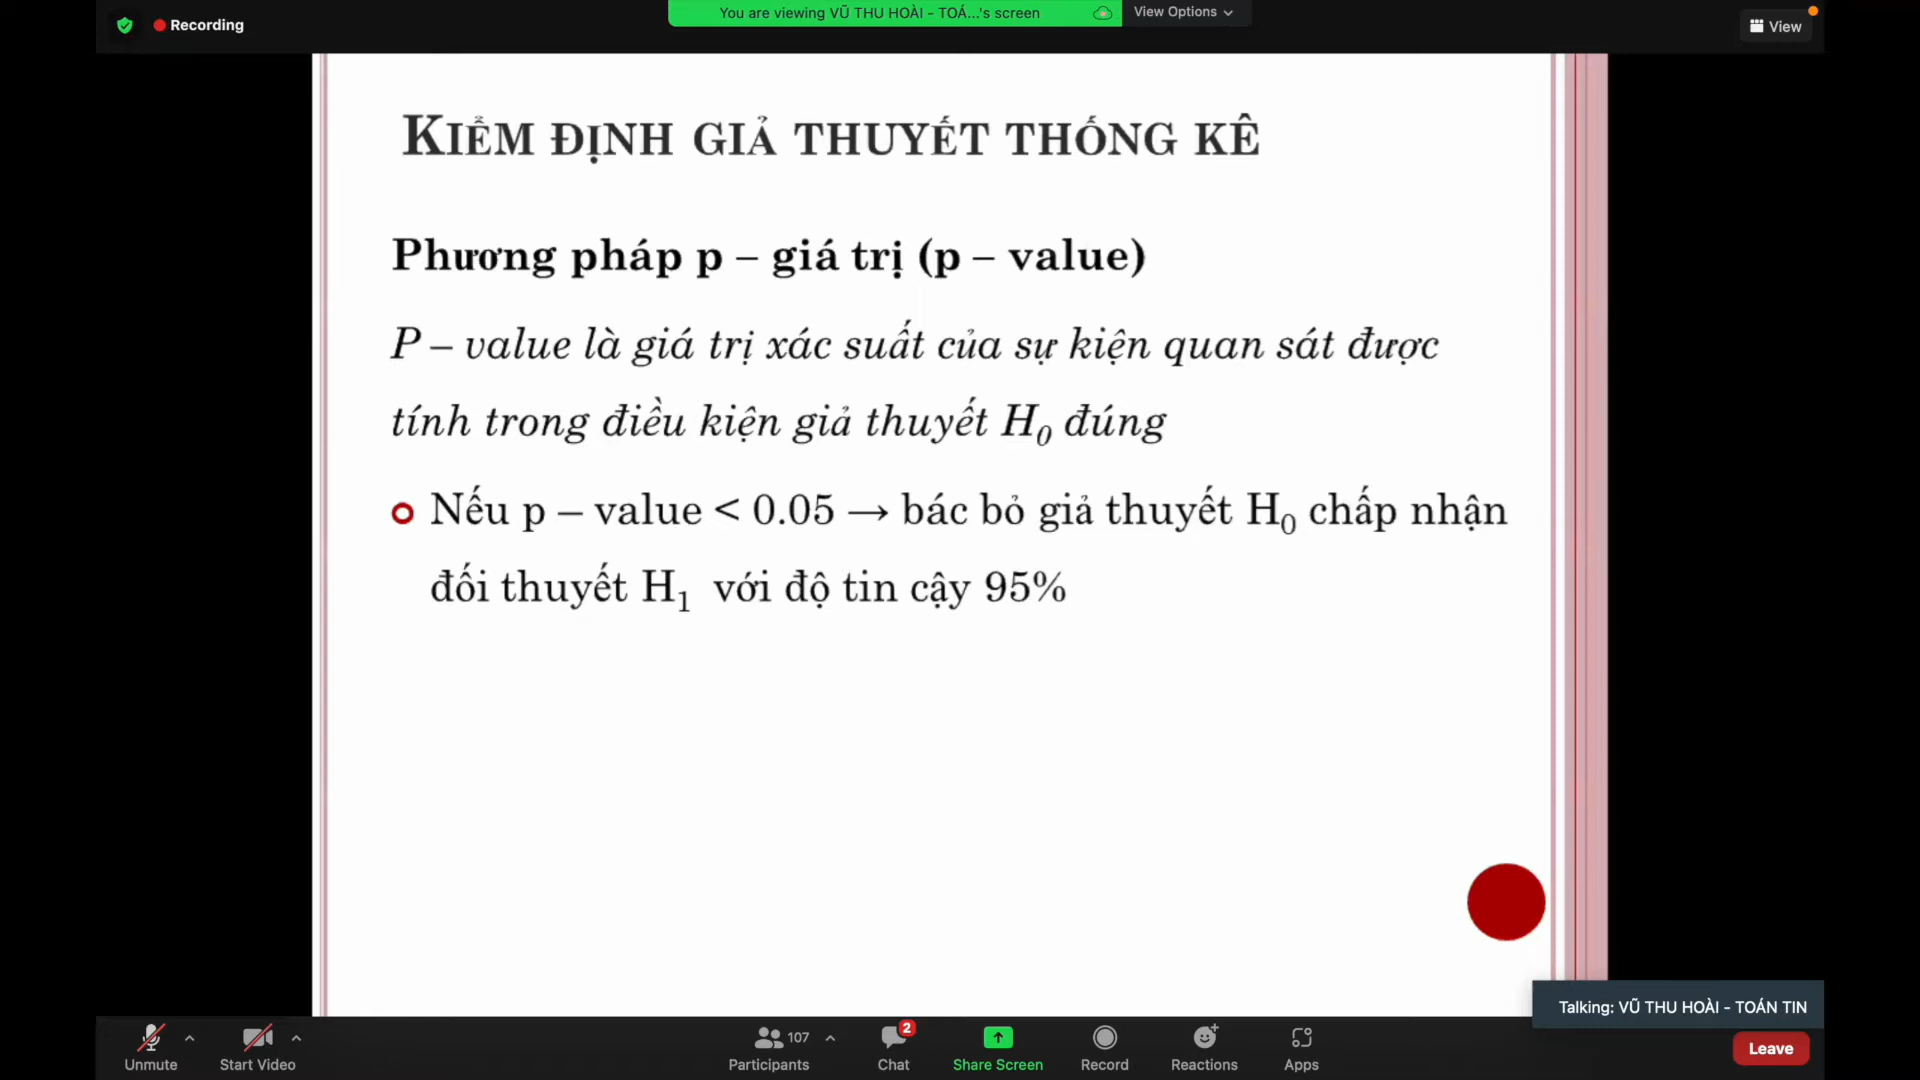 Recording
You are viewing VŨ THU HOÀI - TOÁ...'s screen
View Options
View
KIỂM ĐỊNH GIẢ THUYẾT THỐNG KÊ
Phương pháp p – giá trị (p – value)
P – value là giá trị xác suất của sự kiện quan sát được
tính trong điều kiện giả thuyết H₀ đúng
Nếu p – value < 0.05 → bác bỏ giả thuyết H₀ chấp nhận
đối thuyết H₁ với độ tin cậy 95%
Talking: VŨ THU HOÀI - TOÁN TIN
Unmute
Start Video
107
Participants
2
Chat
Share Screen
Record
Reactions
Apps
Leave